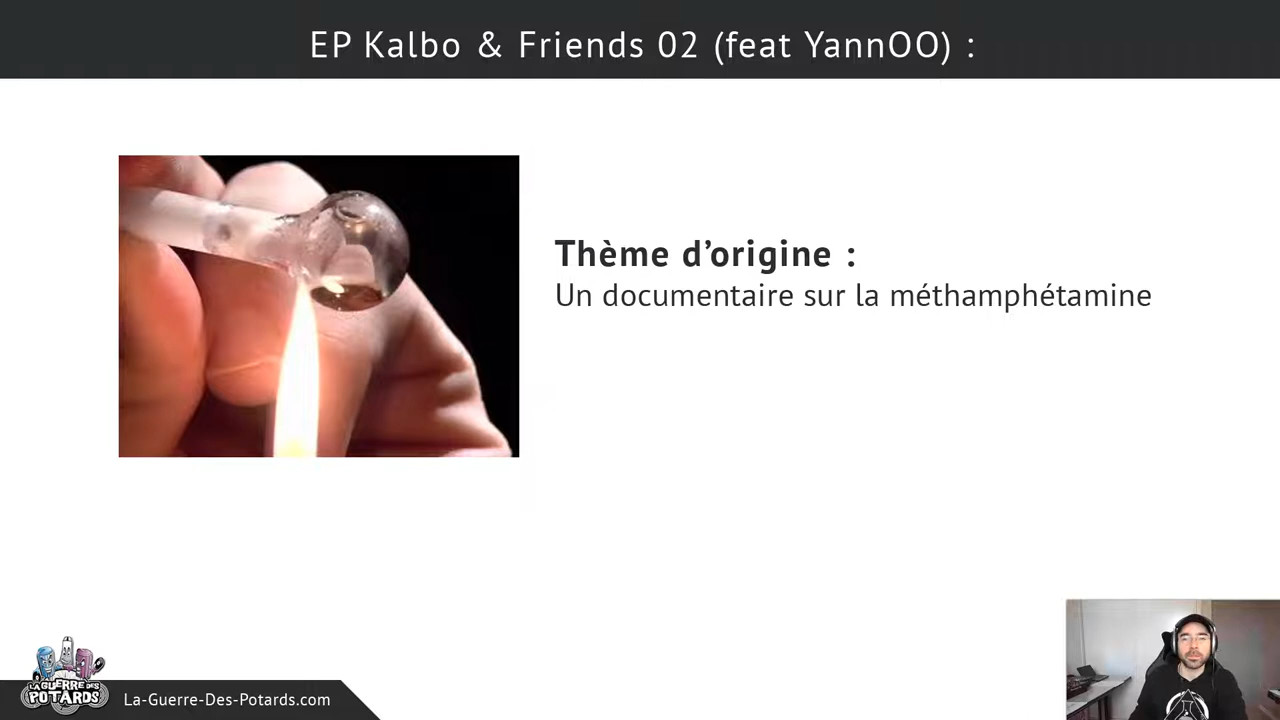 EP Kalbo & Friends 02 (feat YannOO) :
Thème d’origine :
Un documentaire sur la méthamphétamine
LA GUERRE DES
POTARDS
La-Guerre-Des-Potards.com